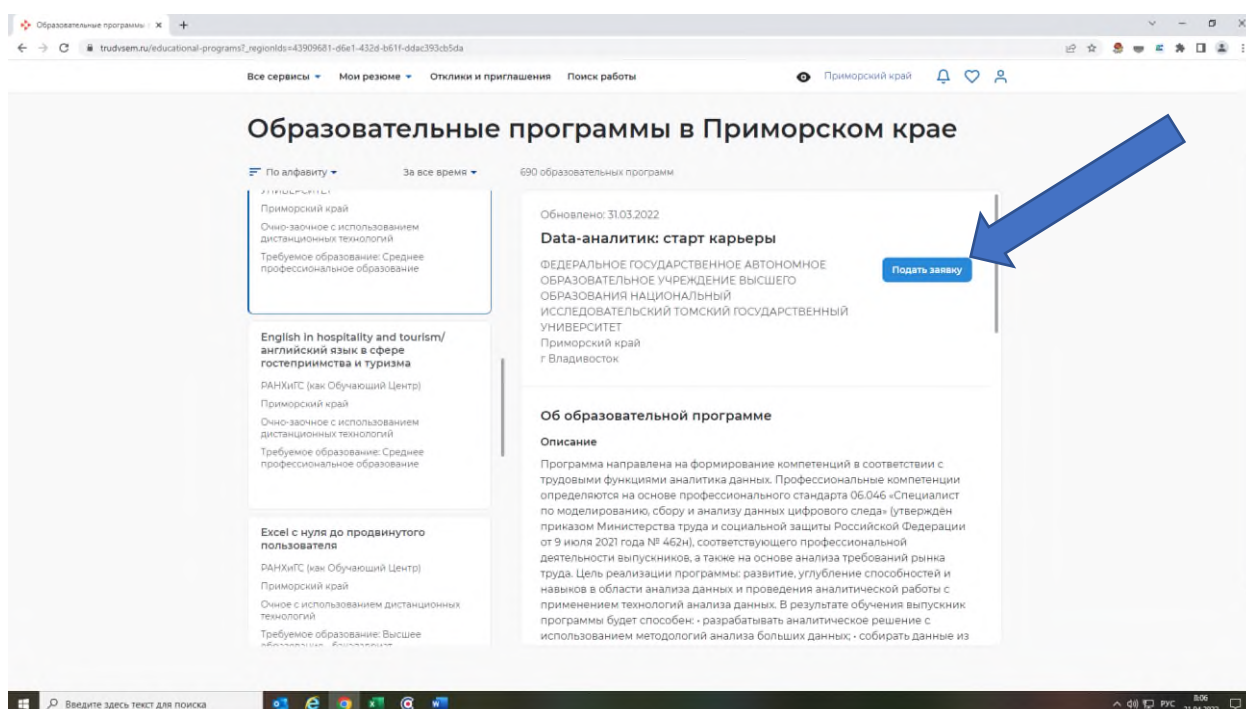 Образовательные программы
trudvsem.ru/educational-programs?_regionIds=43909681-d6e1-432d-b61f-ddac393cb5da
Все сервисы Мои резюме Отклики и приглашения Поиск работы Приморский край
Образовательные программы в Приморском крае
По алфавиту За все время 690 образовательных программ
УНИВЕРСИТЕТ
Приморский край
Очно-заочное с использованием
дистанционных технологий
Требуемое образование: Среднее
профессиональное образование
English in hospitality and tourism/
английский язык в сфере
гостеприимства и туризма
РАНХиГС (как Обучающий Центр)
Приморский край
Очно-заочное с использованием
дистанционных технологий
Требуемое образование: Среднее
профессиональное образование
Excel с нуля до продвинутого
пользователя
РАНХиГС (как Обучающий Центр)
Приморский край
Очное с использованием дистанционных
технологий
Требуемое образование: Высшее
образование - бакалавриат
Обновлено: 31.03.2022
Data-аналитик: старт карьеры
ФЕДЕРАЛЬНОЕ ГОСУДАРСТВЕННОЕ АВТОНОМНОЕ
ОБРАЗОВАТЕЛЬНОЕ УЧРЕЖДЕНИЕ ВЫСШЕГО
ОБРАЗОВАНИЯ НАЦИОНАЛЬНЫЙ
ИССЛЕДОВАТЕЛЬСКИЙ ТОМСКИЙ ГОСУДАРСТВЕННЫЙ
УНИВЕРСИТЕТ
Приморский край
г Владивосток
Подать заявку
Об образовательной программе
Описание
Программа направлена на формирование компетенций в соответствии с
трудовыми функциями аналитика данных. Профессиональные компетенции
определяются на основе профессионального стандарта 06.046 «Специалист
по моделированию, сбору и анализу данных цифрового следа» (утверждён
приказом Министерства труда и социальной защиты Российской Федерации
от 9 июля 2021 года № 462н), соответствующего профессиональной
деятельности выпускников, а также на основе анализа требований рынка
труда. Цель реализации программы: развитие, углубление способностей и
навыков в области анализа данных и проведения аналитической работы с
применением технологий анализа данных. В результате обучения выпускник
программы будет способен: • разрабатывать аналитическое решение с
использованием методологий анализа больших данных; • собирать данные из
Введите здесь текст для поиска
РУС
8:06
21.04.2022